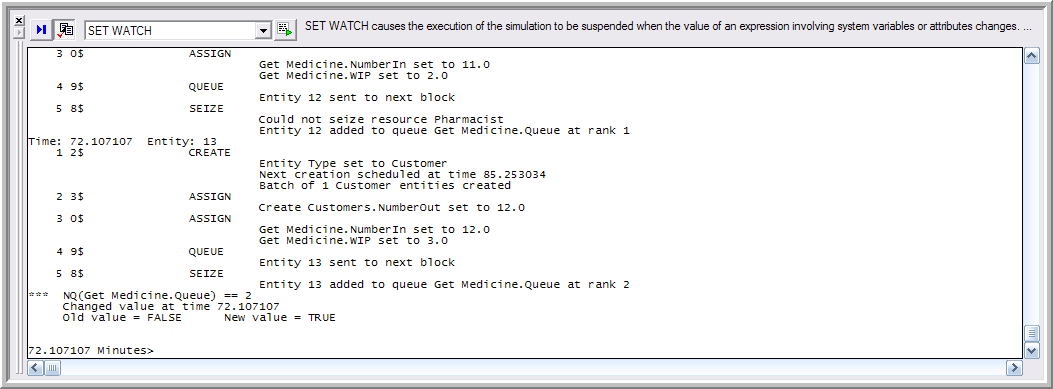 SET WATCH
SET WATCH causes the execution of the simulation to be suspended when the value of an expression involving system variables or attributes changes. ...
3 0$ ASSIGN
Get Medicine.NumberIn set to 11.0
Get Medicine.WIP set to 2.0
4 9$ QUEUE
Entity 12 sent to next block
5 8$ SEIZE
Could not seize resource Pharmacist
Entity 12 added to queue Get Medicine.Queue at rank 1
Time: 72.107107 Entity: 13
1 2$ CREATE
Entity Type set to Customer
Next creation scheduled at time 85.253034
Batch of 1 Customer entities created
2 3$ ASSIGN
Create Customers.NumberOut set to 12.0
3 0$ ASSIGN
Get Medicine.NumberIn set to 12.0
Get Medicine.WIP set to 3.0
4 9$ QUEUE
Entity 13 sent to next block
5 8$ SEIZE
Entity 13 added to queue Get Medicine.Queue at rank 2
*** NQ(Get Medicine.Queue) == 2
Changed value at time 72.107107
Old value = FALSE New value = TRUE
72.107107 Minutes>